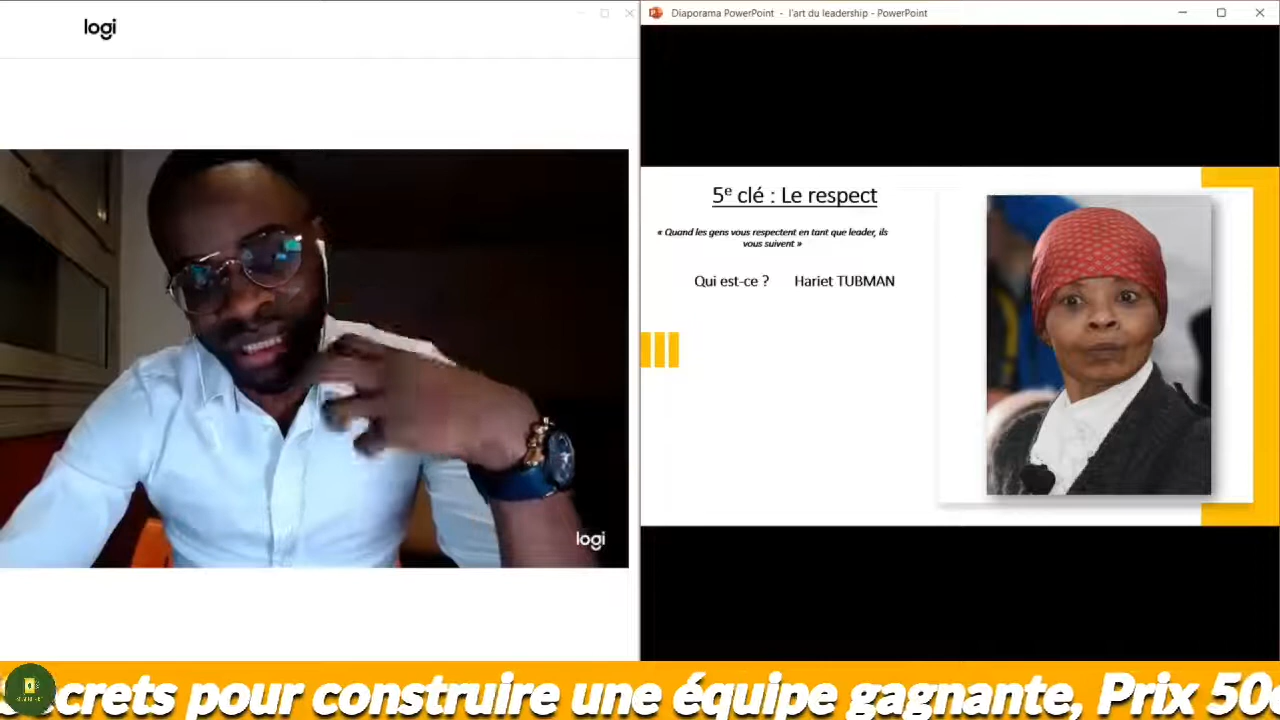 logi
Diaporama PowerPoint - l'art du leadership - PowerPoint
5e clé : Le respect
« Quand les gens vous respectent en tant que leader, ils
vous suivent »
Qui est-ce ? Hariet TUBMAN
logi
crets pour construire une équipe gagnante, Prix 50